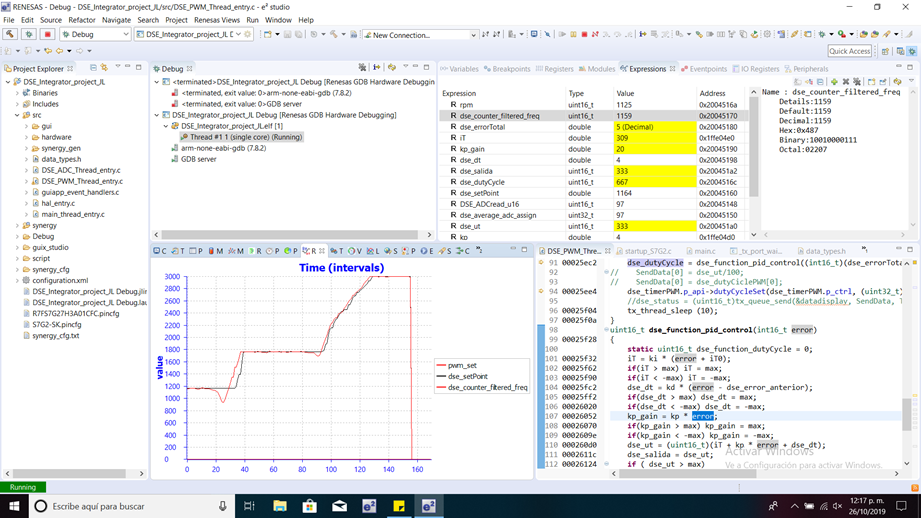 RENESAS - Debug - DSE_Integrator_project_JL/src/DSE_PWM_Thread_entry.c - e² studio
File Edit Source Refactor Navigate Search Project Renesas Views Run Window Help
Debug
DSE_Integrator_project_JL D
New Connection...
Quick Access
Project Explorer
DSE_Integrator_project_JL
Binaries
Includes
src
gui
hardware
synergy_gen
data_types.h
DSE_ADC_Thread_entry.c
DSE_PWM_Thread_entry.c
guiapp_event_handlers.c
hal_entry.c
main_thread_entry.c
synergy
Debug
guix_studio
script
synergy_cfg
configuration.xml
DSE_Integrator_project_JL Debug.jlin
DSE_Integrator_project_JL Debug.lau
R7FS7G27H3A01CFC.pincfg
S7G2-SK.pincfg
synergy_cfg.txt
Debug
<terminated>DSE_Integrator_project_JL Debug [Renesas GDB Hardware Debugging
<terminated, exit value: 0>arm-none-eabi-gdb (7.8.2)
<terminated, exit value: 0>GDB server
DSE_Integrator_project_JL Debug [Renesas GDB Hardware Debugging]
DSE_Integrator_project_JL.elf [1]
Thread #1 1 (single core) (Running)
arm-none-eabi-gdb (7.8.2)
GDB server
Variables Breakpoints Registers Modules Expressions Eventpoints IO Registers Peripherals
Expression Type Value Address
rpm uint16_t 1125 0x2004516a
dse_counter_filtered_freq uint16_t 1159 0x20045170
dse_errorTotal double 5 (Decimal) 0x20045180
iT double 309 0x1ffe04e0
kp_gain double 20 0x20045190
dse_dt double 4 0x20045198
dse_salida uint16_t 333 0x200451a2
dse_dutyCycle uint16_t 667 0x2004516c
dse_setPoint uint16_t 1164 0x20045160
DSE_ADCread_u16 uint16_t 97 0x20045148
dse_average_adc_assign uint16_t 97 0x20045150
dse_ut uint16_t 333 0x200451a0
kp double 4 0x1ffe04d0
Name : dse_counter_filtered_freq
Details:1159
Default:1159
Decimal:1159
Hex:0x487
Binary:10010000111
Octal:02207
Time (intervals)
value
3000
2800
2600
2400
2200
2000
1800
1600
1400
1200
1000
800
600
400
200
0
0 20 40 60 80 100 120 140 160
pwm_set
dse_setPoint
dse_counter_filtered_freq
DSE_PWM_Three... startup_S7G2.c main.c tx_port_wai... data_types.h
91 00025ec2 dse_dutyCycle = dse_function_pid_control((int16_t)(dse_errorTota
92 // SendData[0] = dse_ut/100;
93 // SendData[0] = dse_dutyCiclePWM[0];
94 00025ee4 dse_timerPWM.p_api->dutyCycleSet(dse_timerPWM.p_ctrl, (uint32_t)
95 //dse_status = (uint16_t)tx_queue_send(&datadisplay, SendData, T
96 00025f04 tx_thread_sleep (10);
97 00025f0a }
98 uint16_t dse_function_pid_control(int16_t error)
99 00025f28 {
100 static uint16_t dse_function_dutyCycle = 0;
101 00025f32 iT = ki * (error + iT0);
102 00025f62 if(iT > max) iT = max;
103 00025f90 if(iT < -max) iT = -max;
104 00025fc2 dse_dt = kd * (error - dse_error_anterior);
105 00025ff2 if(dse_dt > max) dse_dt = max;
106 00026020 if(dse_dt < -max) dse_dt = -max;
107 00026052 kp_gain = kp * error;
108 00026070 if(kp_gain > max) kp_gain = max;
109 0002609e if(kp_gain < -max) kp_gain = -max;
110 000260d0 dse_ut = (uint16_t)(iT + kp * error + dse_dt);
111 0002611c dse_salida = dse_ut;
112 00026124 if ( dse_ut > max)
Activar Windows
Ve a Configuración para activar Windows.
Running
Escribe aquí para buscar
12:17 p. m.
26/10/2019